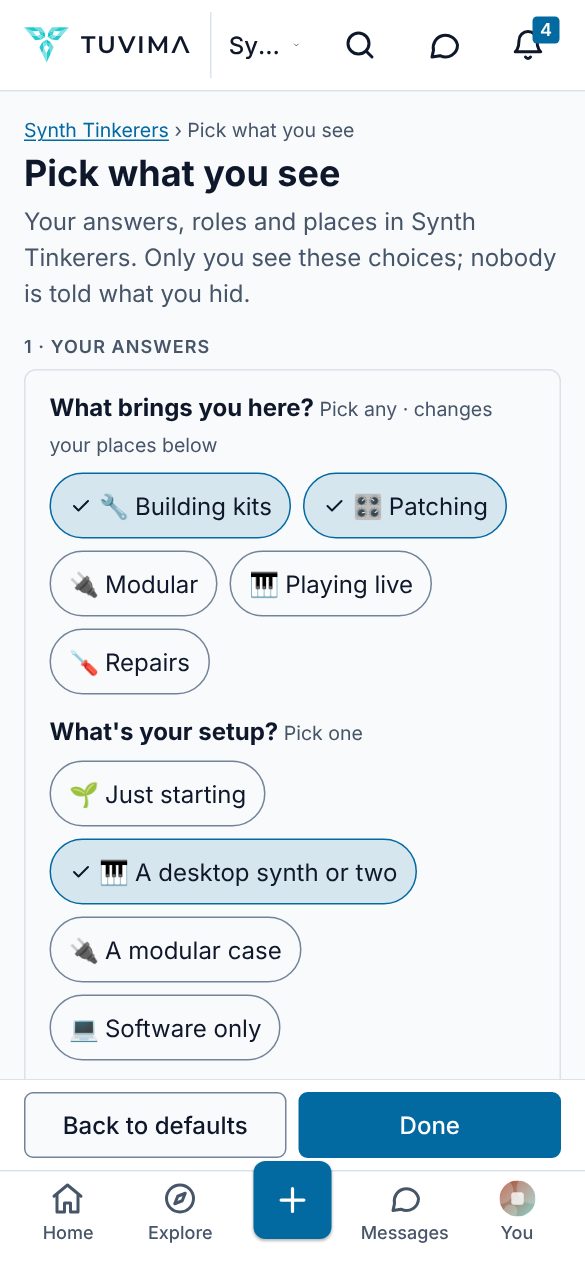 TUVIMA
Sy...
4
Synth Tinkerers › Pick what you see
Pick what you see
Your answers, roles and places in Synth
Tinkerers. Only you see these choices; nobody
is told what you hid.
1 · YOUR ANSWERS
What brings you here? Pick any · changes
your places below
Building kits
Patching
Modular
Playing live
Repairs
What's your setup? Pick one
Just starting
A desktop synth or two
A modular case
Software only
Back to defaults
Done
Home
Explore
Messages
You